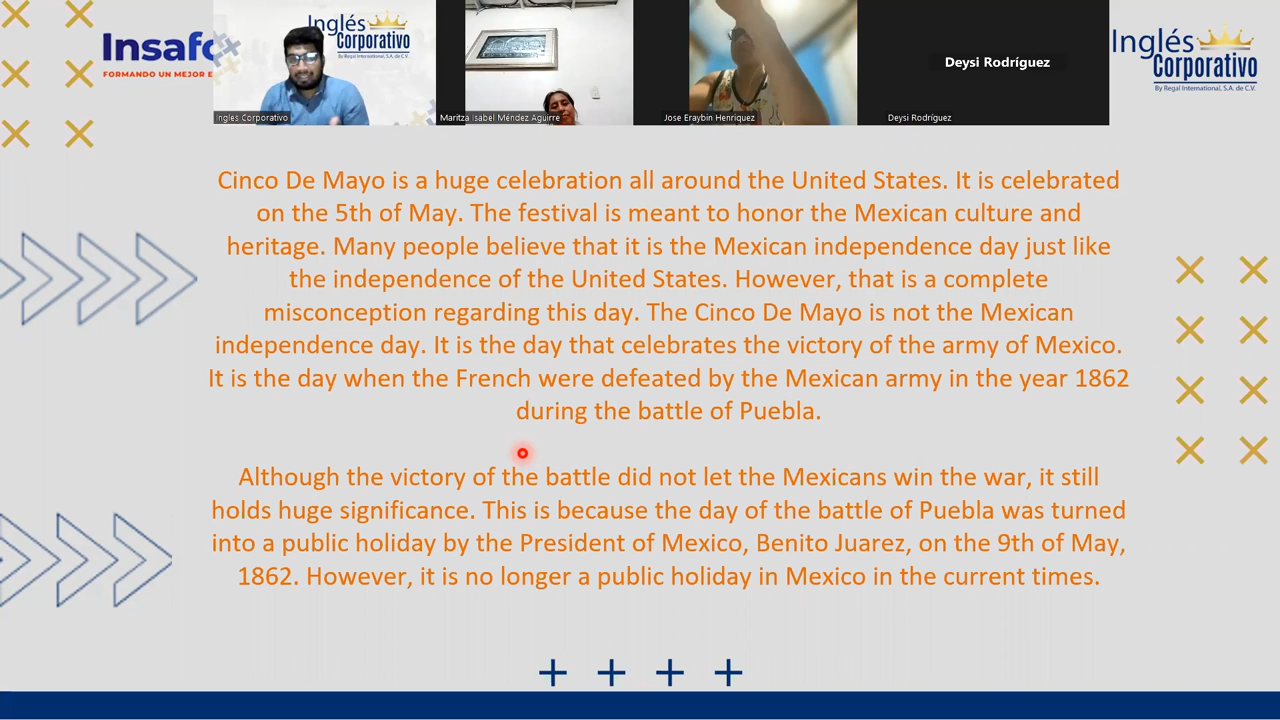 Insafo
FORMANDO UN MEJOR E
Inglés
Corporativo
By Regal International, S.A. de C.V.
Ingles Corporativo
Maritza Isabel Méndez Aguirre
Jose Eraybin Henriquez
Deysi Rodríguez
Deysi Rodríguez
Inglés
Corporativo
By Regal International, S.A. de C.V.
Cinco De Mayo is a huge celebration all around the United States. It is celebrated
on the 5th of May. The festival is meant to honor the Mexican culture and
heritage. Many people believe that it is the Mexican independence day just like
the independence of the United States. However, that is a complete
misconception regarding this day. The Cinco De Mayo is not the Mexican
independence day. It is the day that celebrates the victory of the army of Mexico.
It is the day when the French were defeated by the Mexican army in the year 1862
during the battle of Puebla.
Although the victory of the battle did not let the Mexicans win the war, it still
holds huge significance. This is because the day of the battle of Puebla was turned
into a public holiday by the President of Mexico, Benito Juarez, on the 9th of May,
1862. However, it is no longer a public holiday in Mexico in the current times.